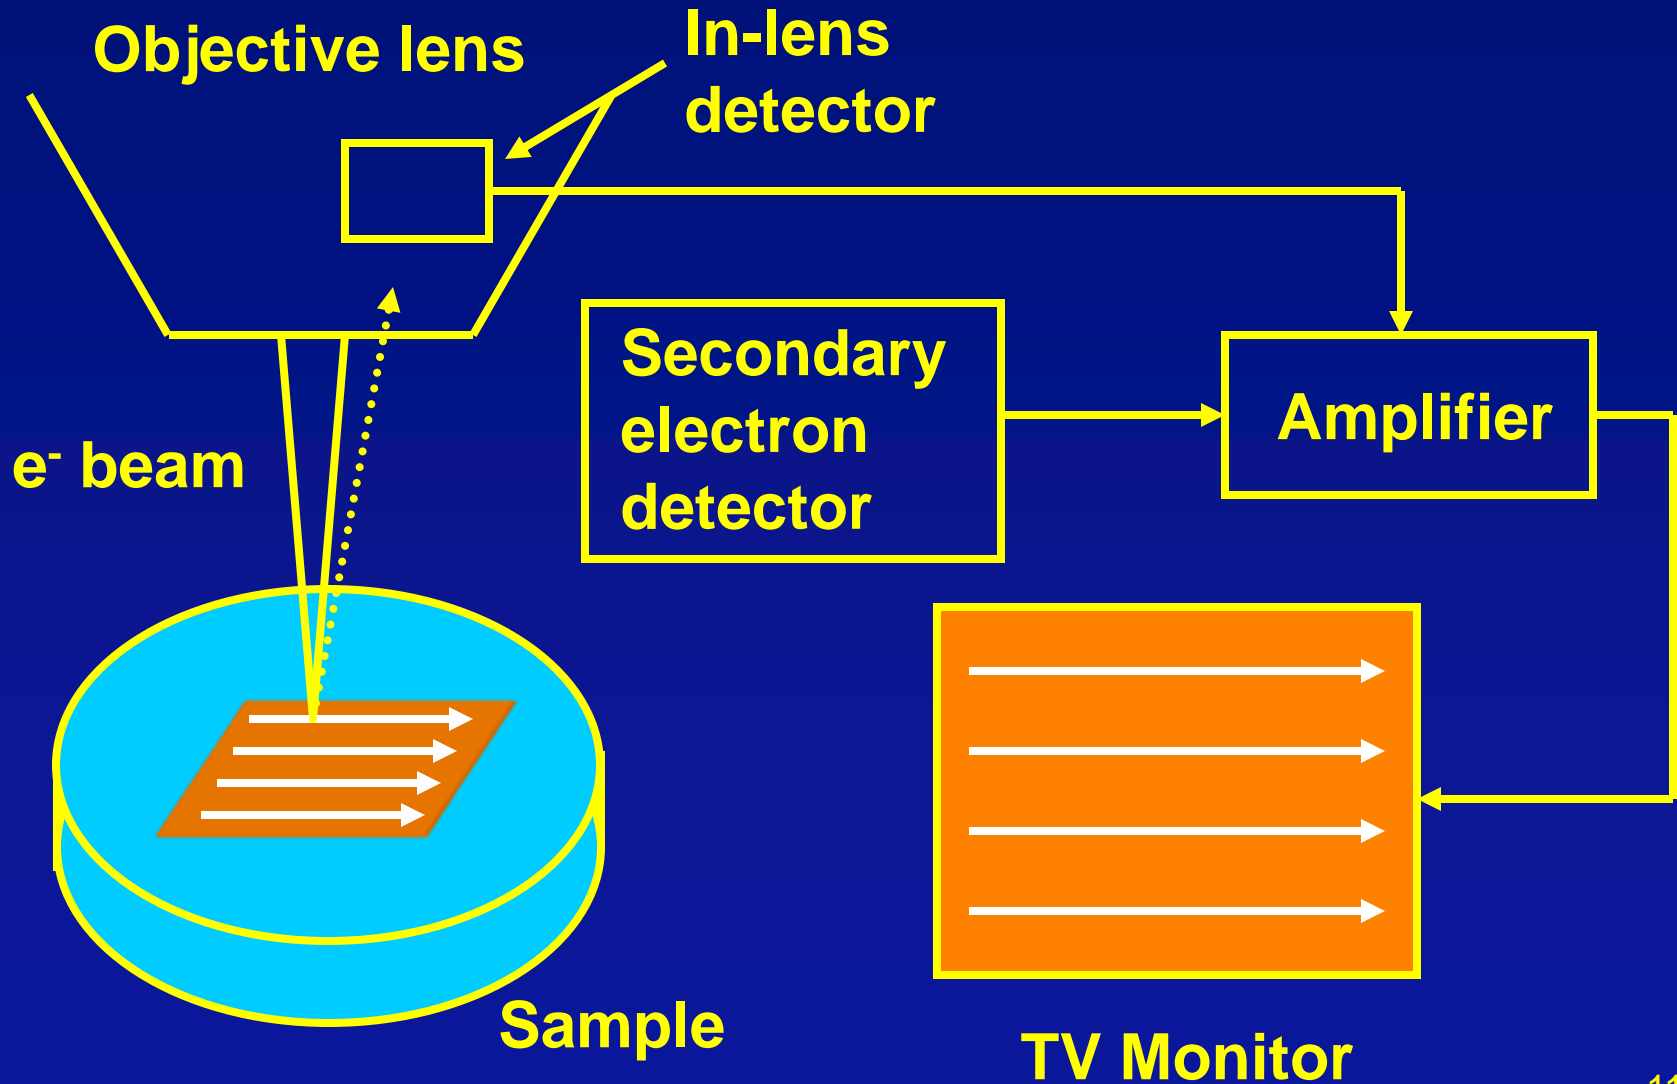 Objective lens
In-lens
detector
Secondary
electron
detector
Amplifier
e- beam
Sample
TV Monitor